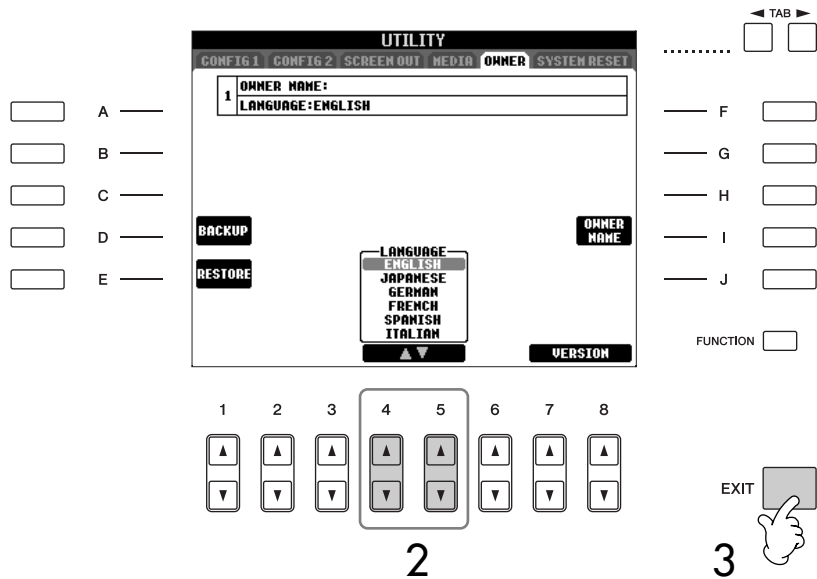 ◄ TAB ►
UTILITY
CONFIG 1 CONFIG 2 SCREEN OUT MEDIA OWNER SYSTEM RESET
1 OWNER NAME:
LANGUAGE:ENGLISH
A
B
C
D
E
F
G
H
I
J
BACKUP
RESTORE
OWNER
NAME
LANGUAGE
ENGLISH
JAPANESE
GERMAN
FRENCH
SPANISH
ITALIAN
▲▼
VERSION
FUNCTION
1 2 3 4 5 6 7 8
EXIT
2
3